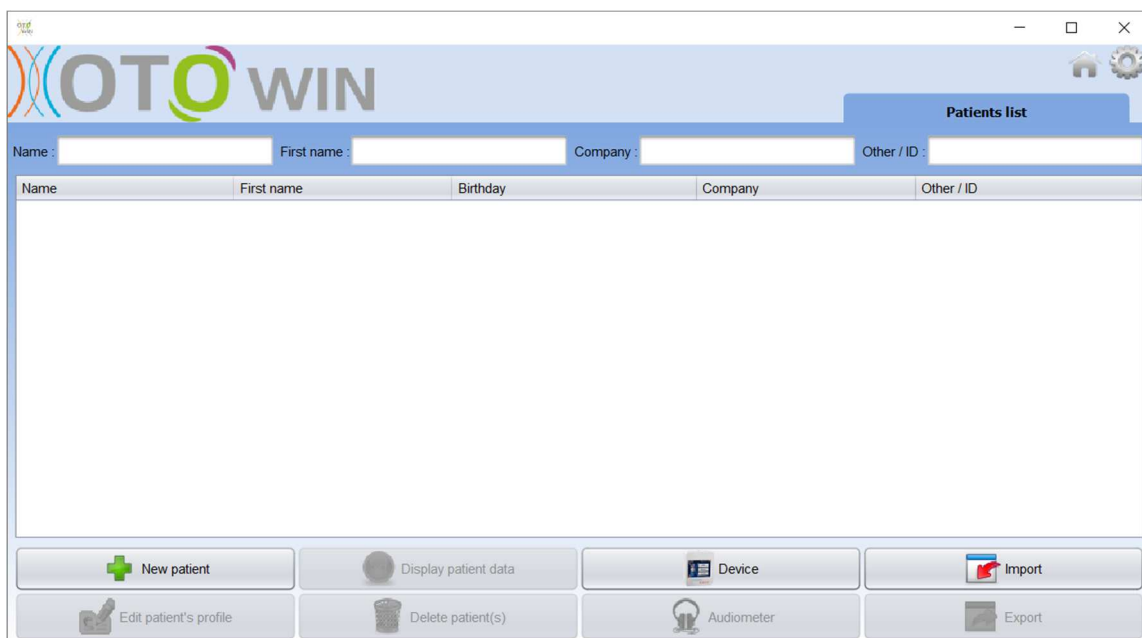 OTO WIN
Patients list
Name : First name : Company : Other / ID :
Name First name Birthday Company Other / ID
New patient Display patient data Device Import
Edit patient's profile Delete patient(s) Audiometer Export